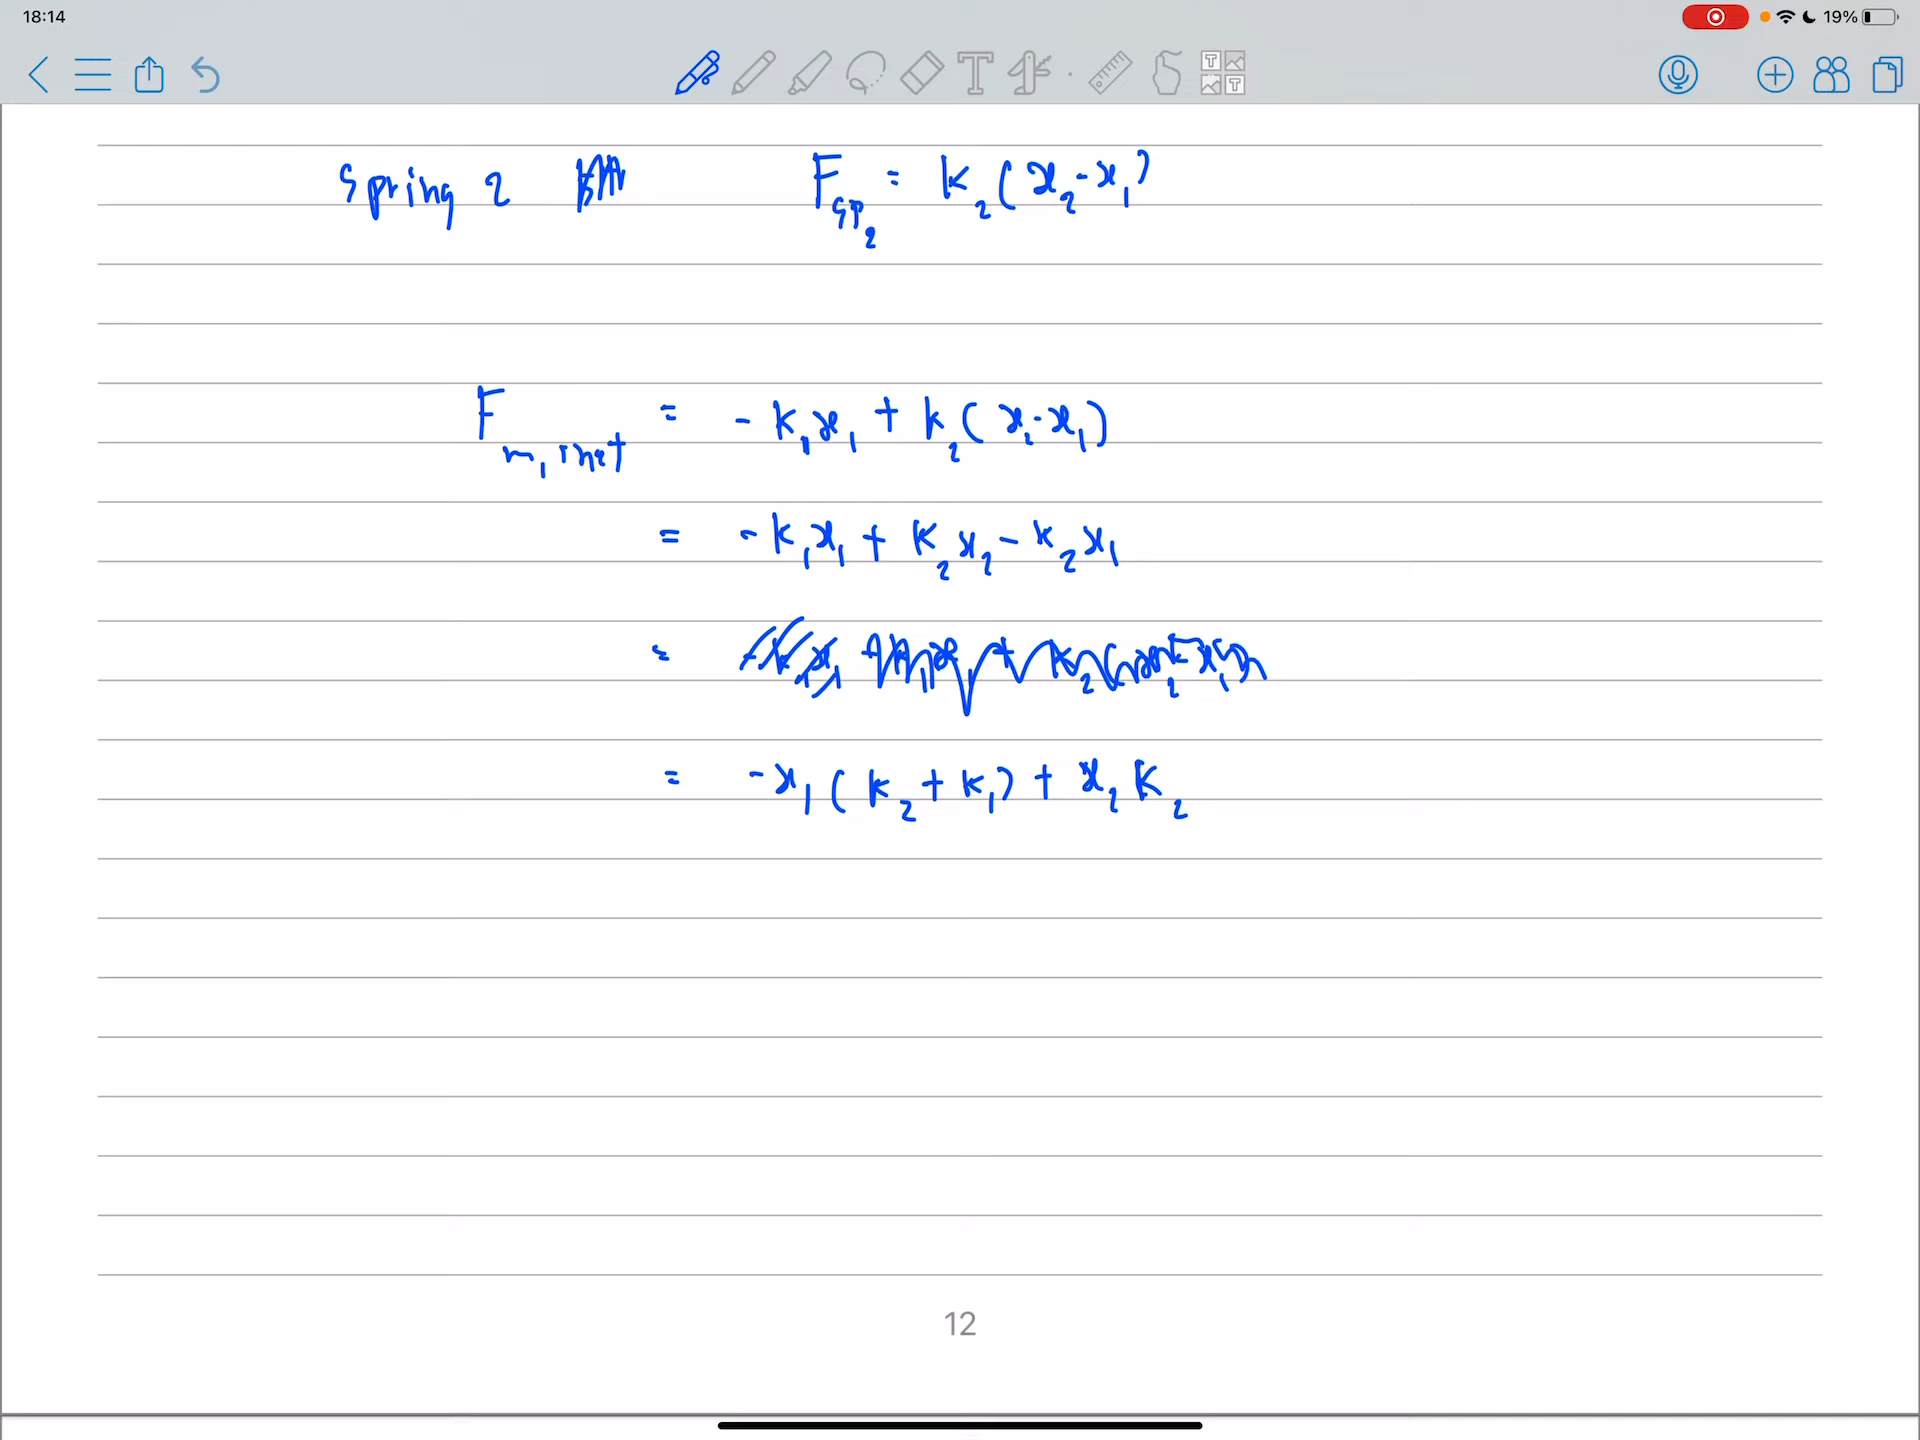 18:14
19%
Spring 2 F_sp₂ = k₂(x₂-x₁)
F_m₁,net = -k₁x₁ + k₂(x₂-x₁)
= -k₁x₁ + k₂x₂ - k₂x₁
=
= -x₁(k₂+k₁) + x₂k₂
12